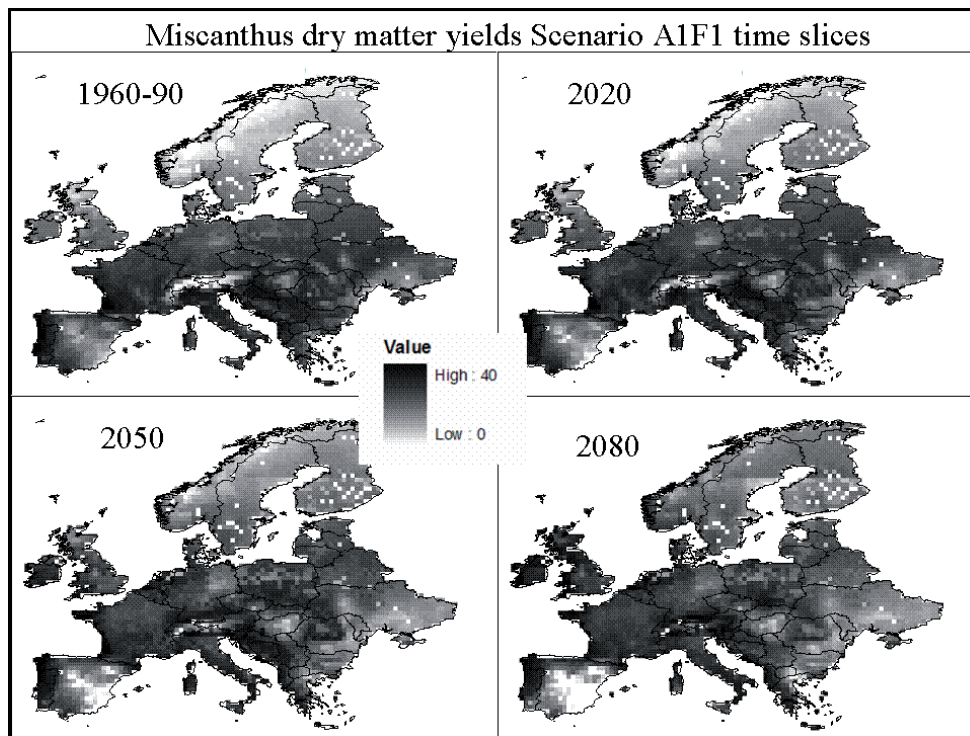 Miscanthus dry matter yields Scenario A1F1 time slices
1960-90
2020
Value
High : 40
Low : 0
2050
2080